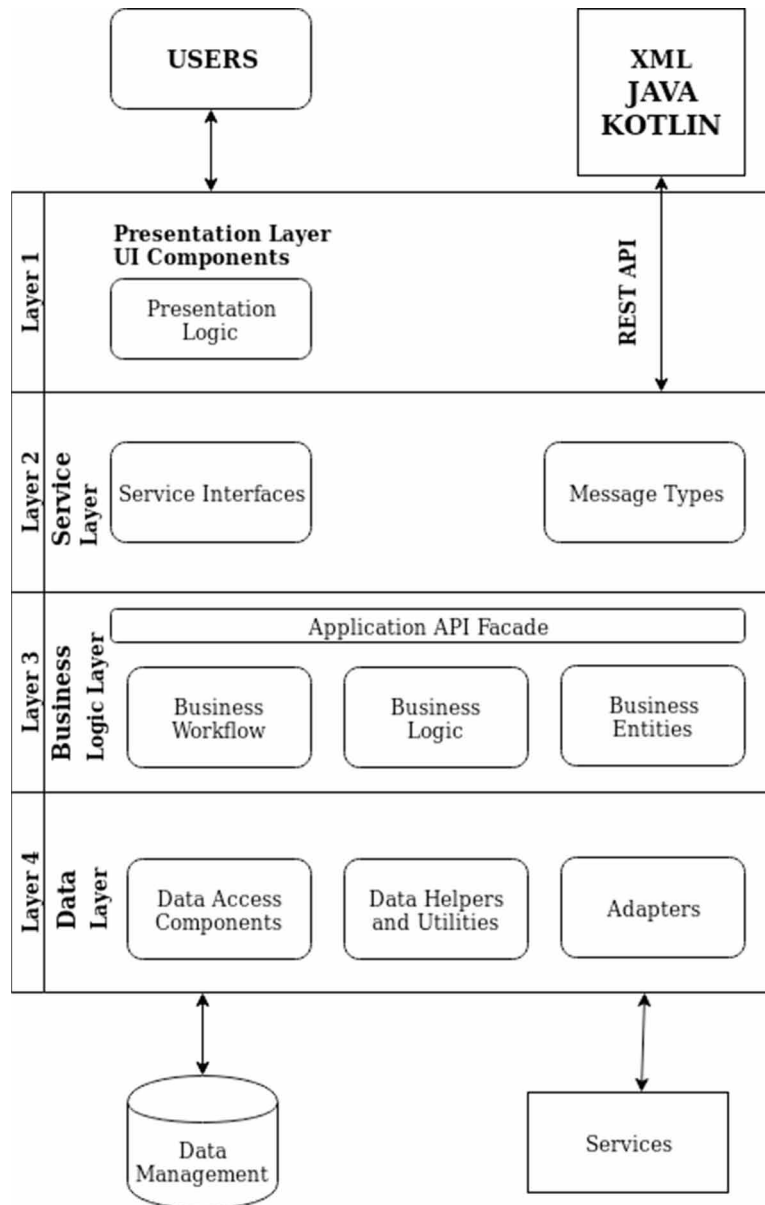 USERS
XML
JAVA
KOTLIN
Layer 1
Presentation Layer
UI Components
Presentation
Logic
REST API
Layer 2
Service
Layer
Service Interfaces
Message Types
Layer 3
Business
Logic Layer
Application API Facade
Business
Workflow
Business
Logic
Business
Entities
Layer 4
Data
Layer
Data Access
Components
Data Helpers
and Utilities
Adapters
Data
Management
Services